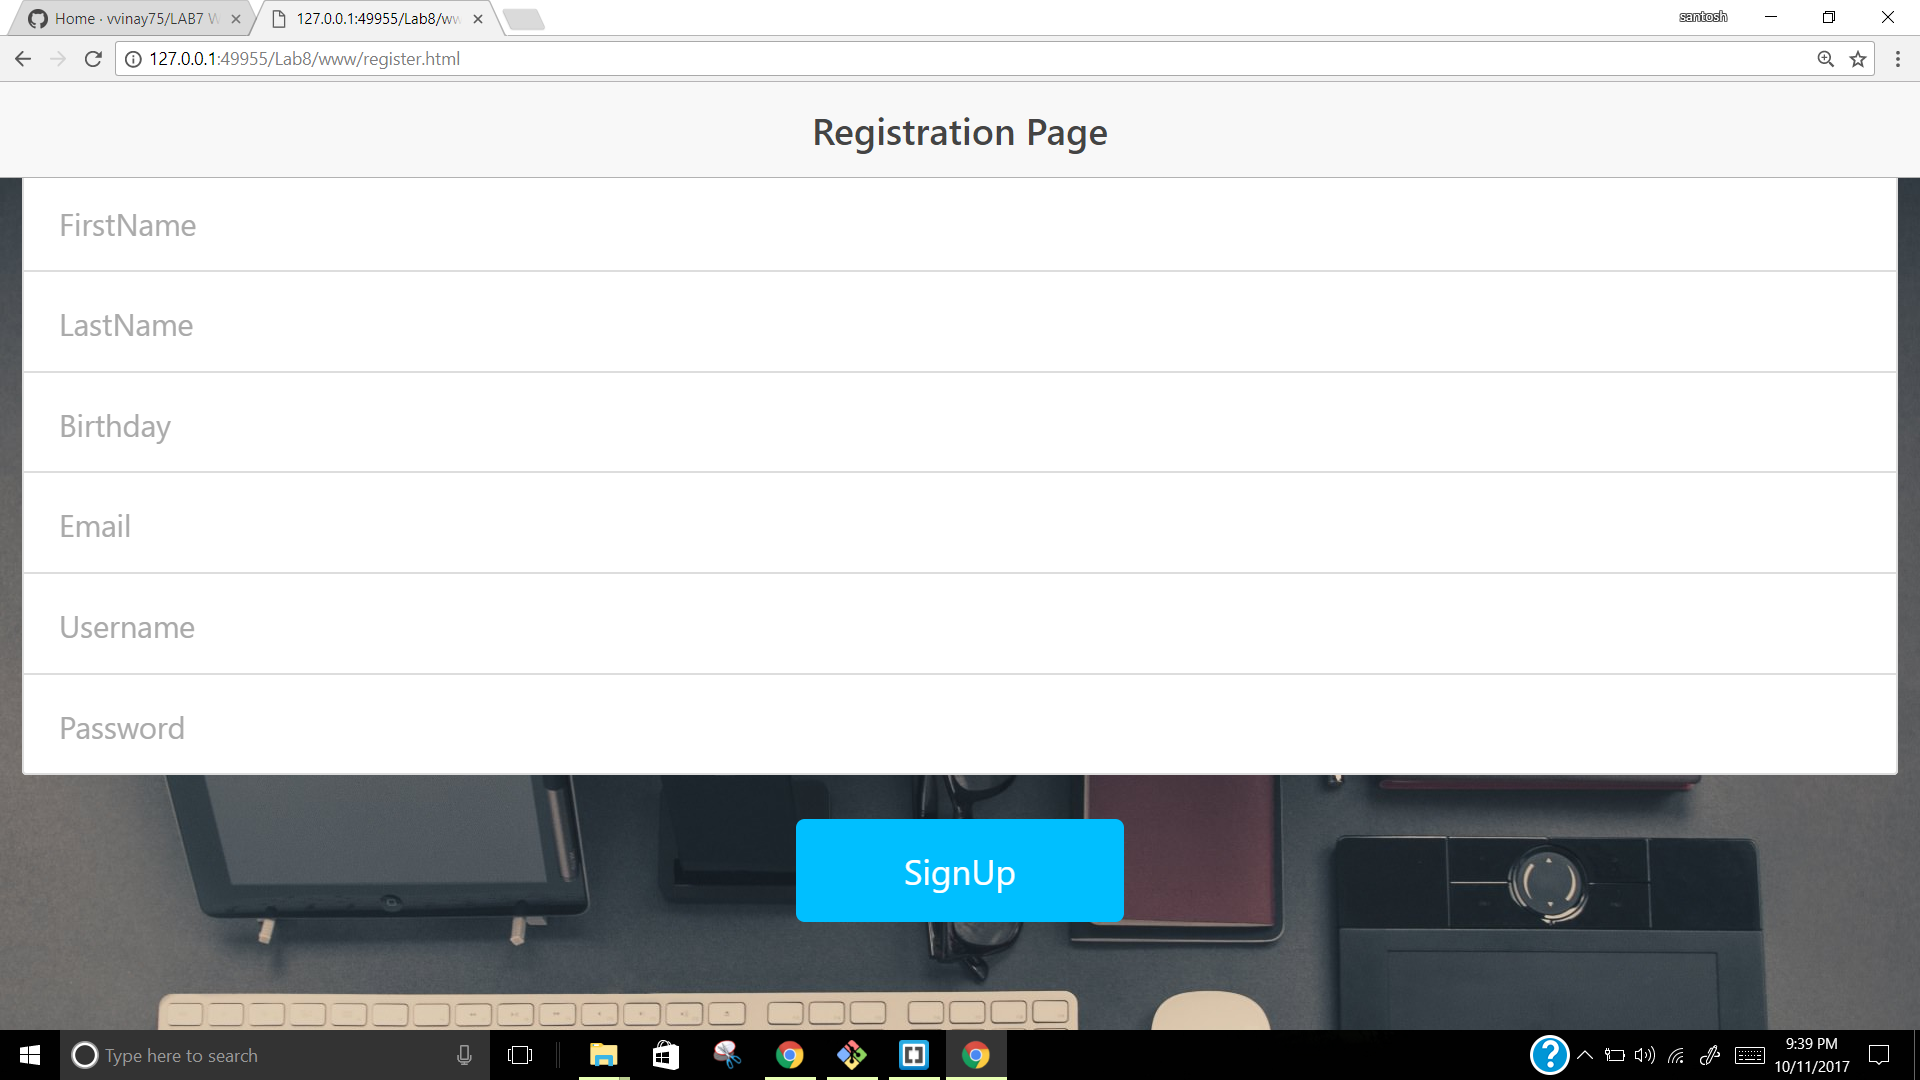 Home · vvinay75/LAB7 W
127.0.0.1:49955/Lab8/ww
santosh
127.0.0.1:49955/Lab8/www/register.html
Registration Page
FirstName
LastName
Birthday
Email
Username
Password
SignUp
Type here to search
9:39 PM
10/11/2017